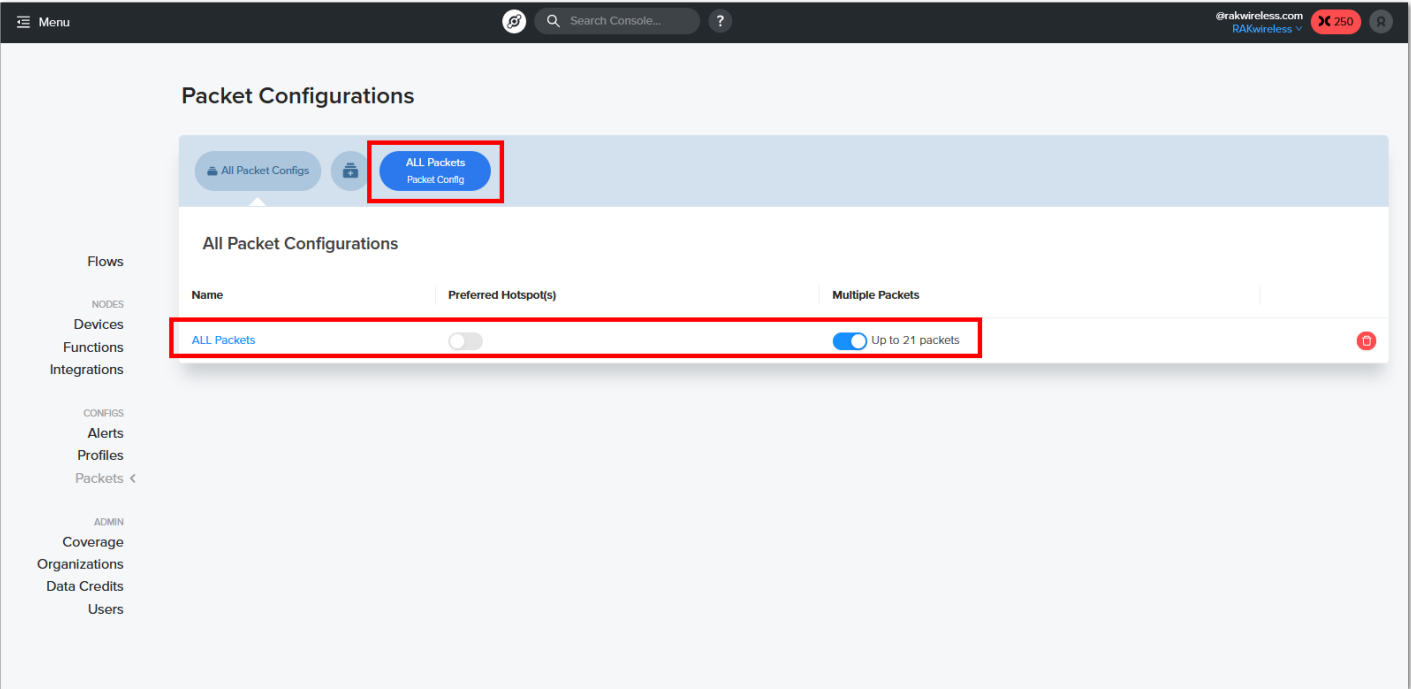 Menu
Search Console...
?
@rakwireless.com
RAKwireless
250
Packet Configurations
All Packet Configs
ALL Packets
Packet Config
All Packet Configurations
Name
Preferred Hotspot(s)
Multiple Packets
ALL Packets
Up to 21 packets
Flows
NODES
Devices
Functions
Integrations
CONFIGS
Alerts
Profiles
Packets
ADMIN
Coverage
Organizations
Data Credits
Users